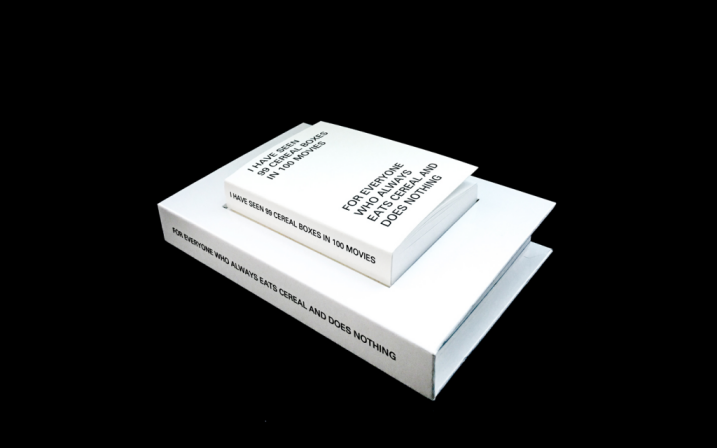 I HAVE SEEN
99 CEREAL BOXES
IN 100 MOVIES
FOR EVERYONE
WHO ALWAYS
EATS CEREAL AND
DOES NOTHING
I HAVE SEEN 99 CEREAL BOXES IN 100 MOVIES
FOR EVERYONE WHO ALWAYS EATS CEREAL AND DOES NOTHING